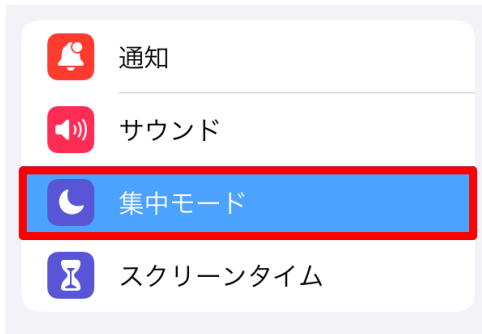 通知
サウンド
集中モード
スクリーンタイム